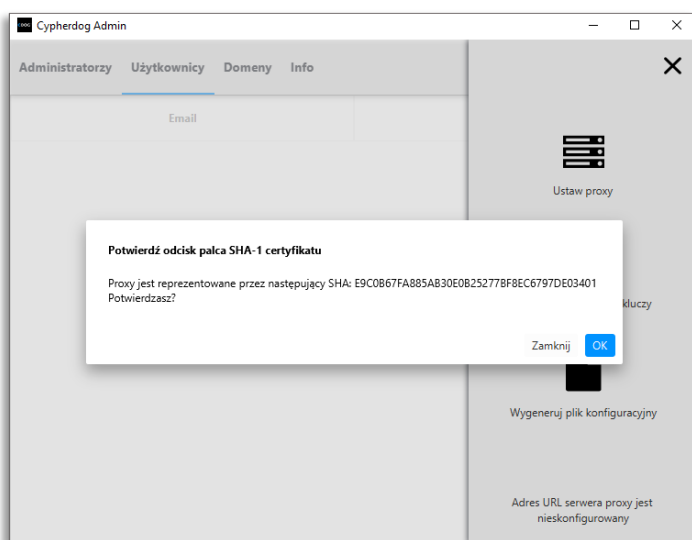 Cypherdog Admin
Administratorzy Użytkownicy Domeny Info
Email
Ustaw proxy
Potwierdź odcisk palca SHA-1 certyfikatu
Proxy jest reprezentowane przez następujący SHA: E9C0B67FA885AB30E0B25277BF8EC6797DE03401
Potwierdzasz?
kluczy
Zamknij OK
Wygeneruj plik konfiguracyjny
Adres URL serwera proxy jest
nieskonfigurowany